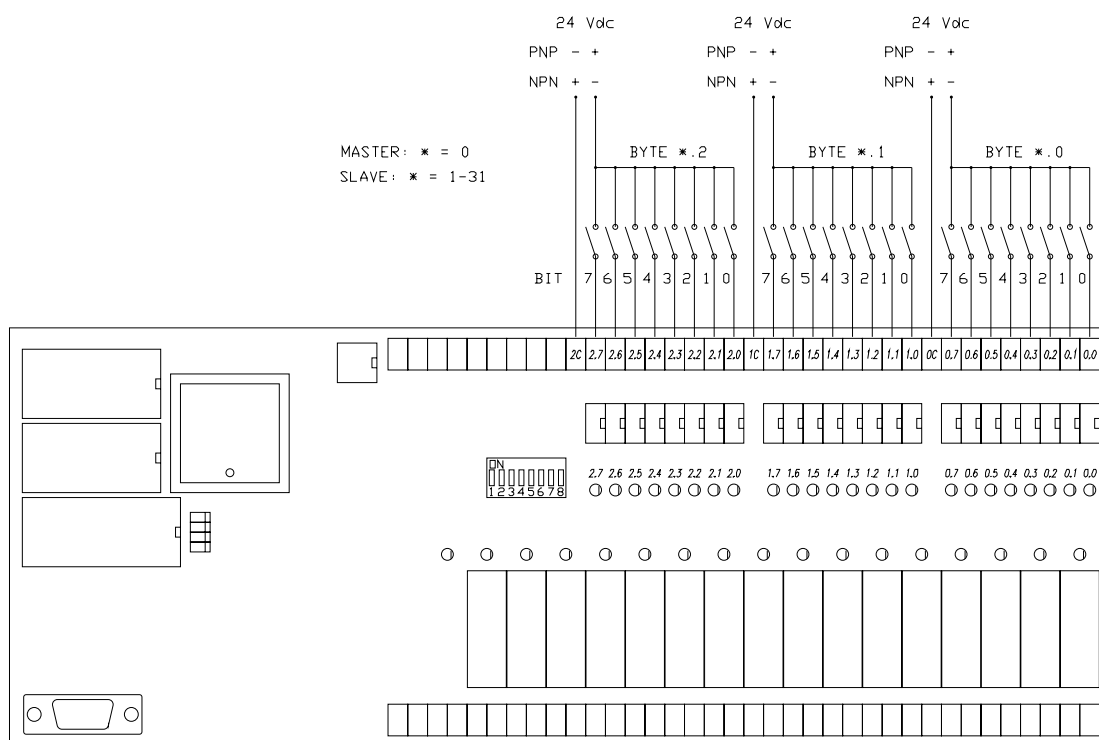 24 Vdc 24 Vdc 24 Vdc
PNP - + PNP - + PNP - +
NPN + - NPN + - NPN + -
MASTER: * = 0 BYTE *.2 BYTE *.1 BYTE *.0
SLAVE: * = 1-31
BIT 7 6 5 4 3 2 1 0 7 6 5 4 3 2 1 0 7 6 5 4 3 2 1 0
2C 2.7 2.6 2.5 2.4 2.3 2.2 2.1 2.0 1C 1.7 1.6 1.5 1.4 1.3 1.2 1.1 1.0 0C 0.7 0.6 0.5 0.4 0.3 0.2 0.1 0.0
ON
2.7 2.6 2.5 2.4 2.3 2.2 2.1 2.0 1.7 1.6 1.5 1.4 1.3 1.2 1.1 1.0 0.7 0.6 0.5 0.4 0.3 0.2 0.1 0.0
12345678